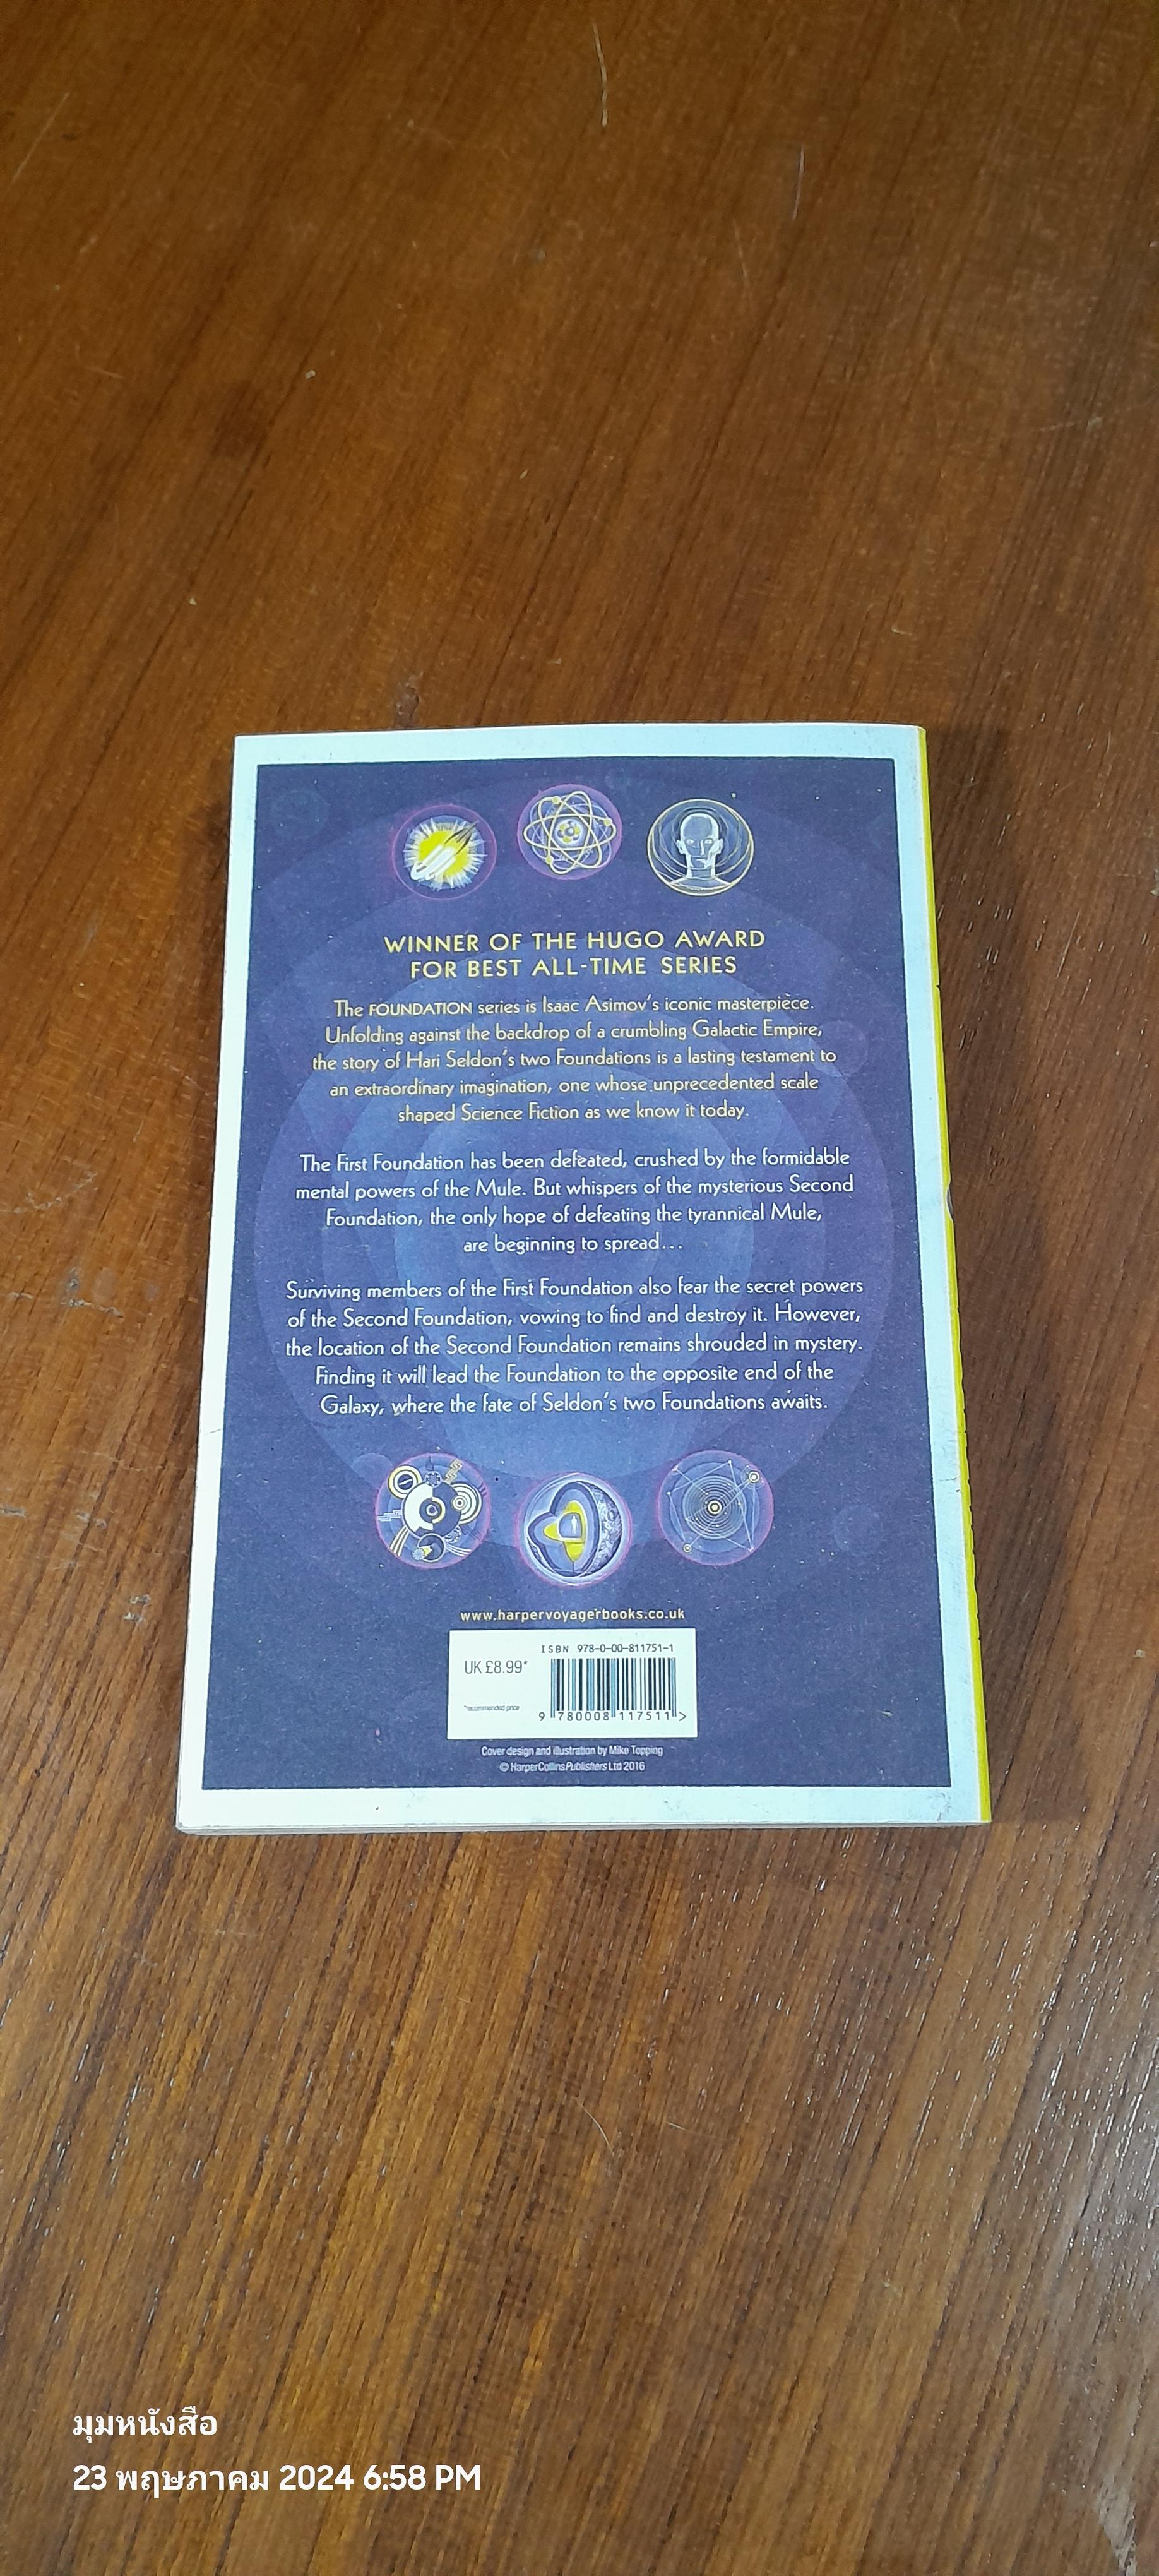 WINNER OF THE HUGO AWARD
FOR BEST ALL-TIME SERIES
The FOUNDATION series is Isaac Asimov's iconic masterpiece.
Unfolding against the backdrop of a crumbling Galactic Empire,
the story of Hari Seldon's two Foundations is a lasting testament to
an extraordinary imagination, one whose unprecedented scale
shaped Science Fiction as we know it today.
The First Foundation has been defeated, crushed by the formidable
mental powers of the Mule. But whispers of the mysterious Second
Foundation, the only hope of defeating the tyrannical Mule,
are beginning to spread...
Surviving members of the First Foundation also fear the secret powers
of the Second Foundation, vowing to find and destroy it. However,
the location of the Second Foundation remains shrouded in mystery.
Finding it will lead the Foundation to the opposite end of the
Galaxy, where the fate of Seldon's two Foundations awaits.
www.harpervoyagerbooks.co.uk
ISBN 978-0-00-811751-1
UK £8.99*
*recommended price
9 780008 117511 >
Cover design and illustration by Mike Topping
© HarperCollinsPublishers Ltd 2016
มุมหนังสือ
23 พฤษภาคม 2024 6:58 PM